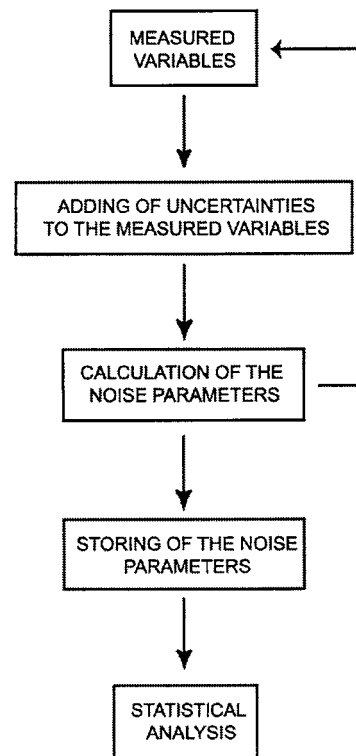 MEASURED
VARIABLES
ADDING OF UNCERTAINTIES
TO THE MEASURED VARIABLES
CALCULATION OF THE
NOISE PARAMETERS
STORING OF THE NOISE
PARAMETERS
STATISTICAL
ANALYSIS